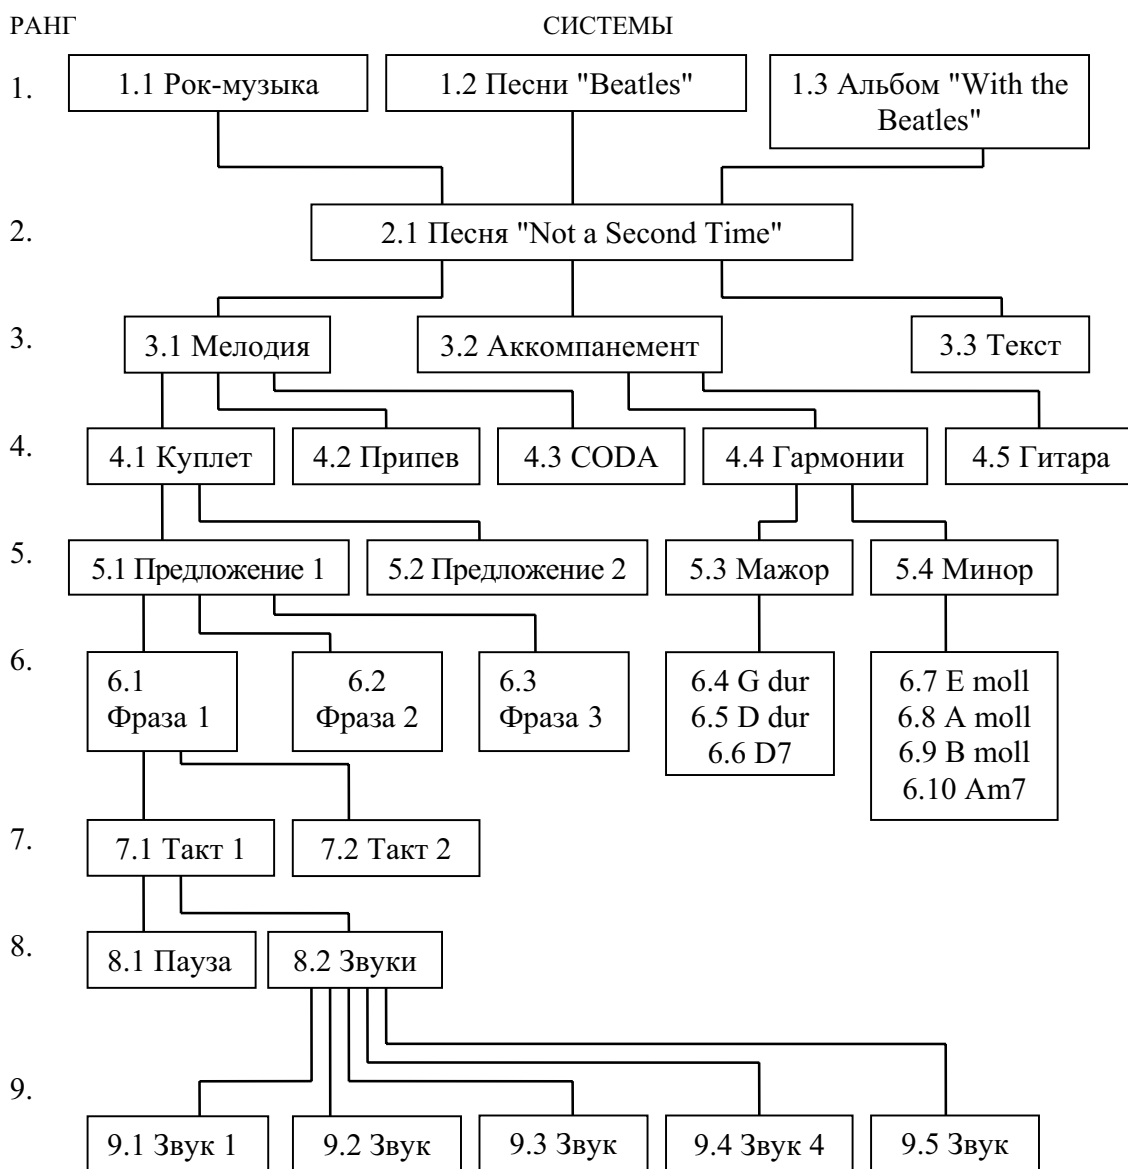 РАНГ СИСТЕМЫ
1. 1.1 Рок-музыка 1.2 Песни "Beatles" 1.3 Альбом "With the
Beatles"
2. 2.1 Песня "Not a Second Time"
3. 3.1 Мелодия 3.2 Аккомпанемент 3.3 Текст
4. 4.1 Куплет 4.2 Припев 4.3 CODA 4.4 Гармонии 4.5 Гитара
5. 5.1 Предложение 1 5.2 Предложение 2 5.3 Мажор 5.4 Минор
6. 6.1
Фраза 1
6.2
Фраза 2
6.3
Фраза 3
6.4 G dur
6.5 D dur
6.6 D7
6.7 E moll
6.8 A moll
6.9 B moll
6.10 Am7
7. 7.1 Такт 1 7.2 Такт 2
8. 8.1 Пауза 8.2 Звуки
9. 9.1 Звук 1 9.2 Звук 9.3 Звук 9.4 Звук 4 9.5 Звук